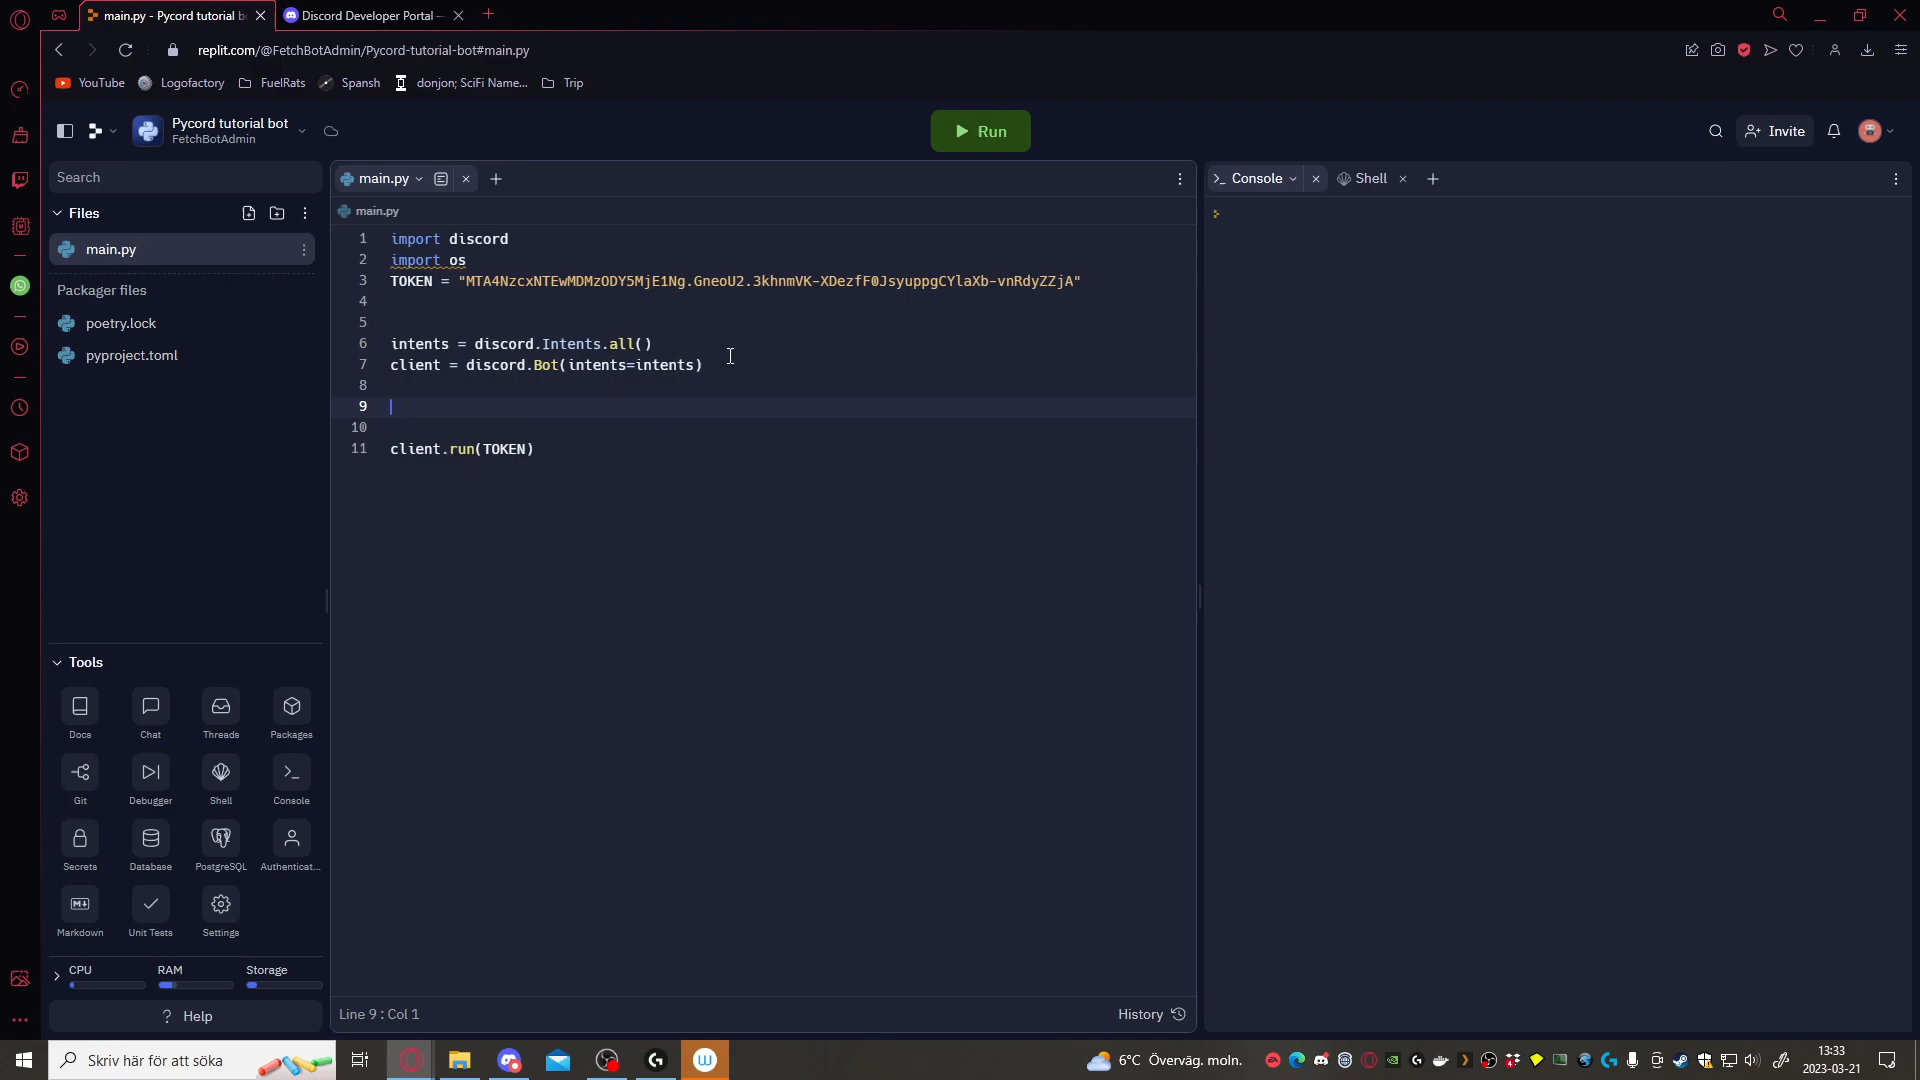 main.py - Pycord tutorial b
Discord Developer Portal —
replit.com/@FetchBotAdmin/Pycord-tutorial-bot#main.py
YouTube
Logofactory
FuelRats
Spansh
donjon; SciFi Name...
Trip
Pycord tutorial bot
FetchBotAdmin
Run
Invite
Search
main.py
Console
Shell
Files
main.py
main.py
Packager files
poetry.lock
pyproject.toml
1 import discord
2 import os
3 TOKEN = "MTA4NzcxNTEwMDMzODY5MjE1Ng.GneoU2.3khnmVK-XDezfF0JsyuppgCYlaXb-vnRdyZZjA"
4
5
6 intents = discord.Intents.all()
7 client = discord.Bot(intents=intents)
8
9
10
11 client.run(TOKEN)
Tools
Docs
Chat
Threads
Packages
Git
Debugger
Shell
Console
Secrets
Database
PostgreSQL
Authenticat...
Markdown
Unit Tests
Settings
CPU
RAM
Storage
? Help
Line 9 : Col 1
History
Skriv här för att söka
6°C Överväg. moln.
13:33
2023-03-21